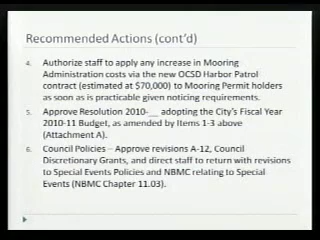 Recommended Actions (cont'd)
4. Authorize staff to apply any increase in Mooring
Administration costs via the new OCSD Harbor Patrol
contract (estimated at $70,000) to Mooring Permit holders
as soon as is practicable given noticing requirements.
5. Approve Resolution 2010-__ adopting the City's Fiscal Year
2010-11 Budget, as amended by Items 1-3 above
(Attachment A).
6. Council Policies – Approve revisions A-12, Council
Discretionary Grants, and direct staff to return with revisions
to Special Events Policies and NBMC relating to Special
Events (NBMC Chapter 11.03).